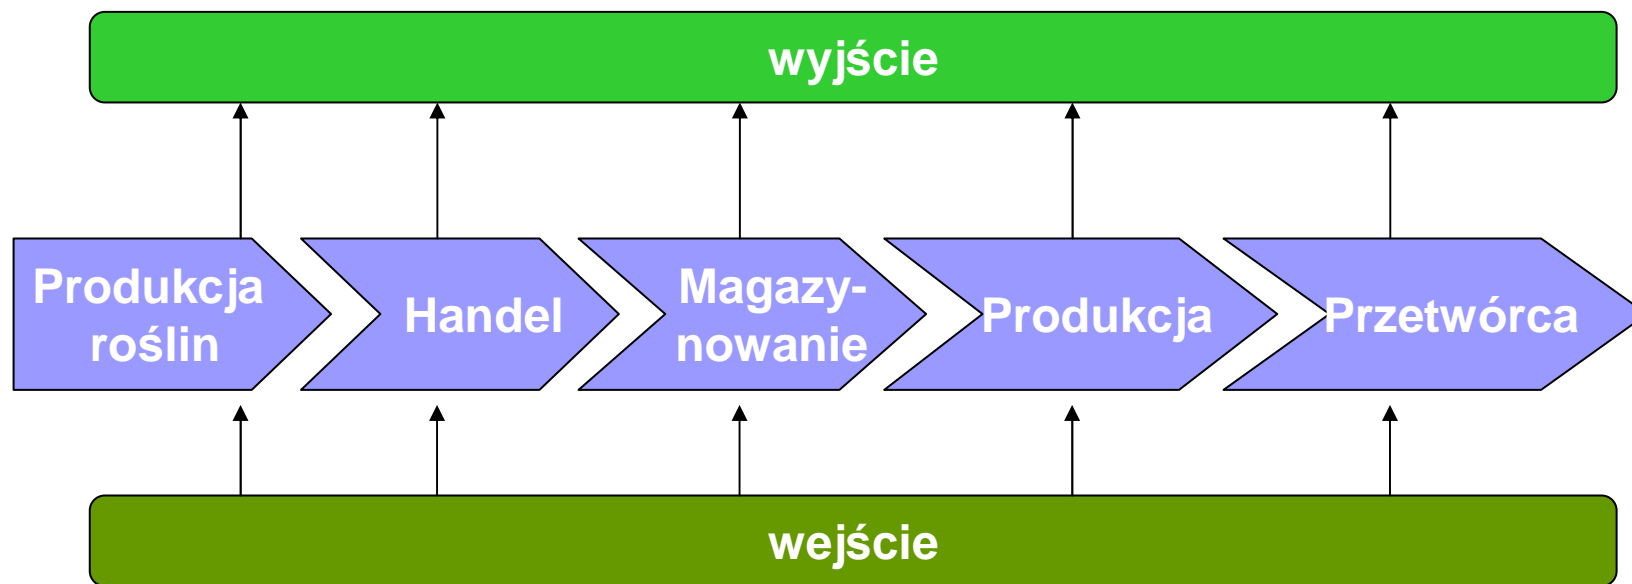 wyjście
Produkcja
roślin
Handel
Magazy-
nowanie
Produkcja
Przetwórca
wejście